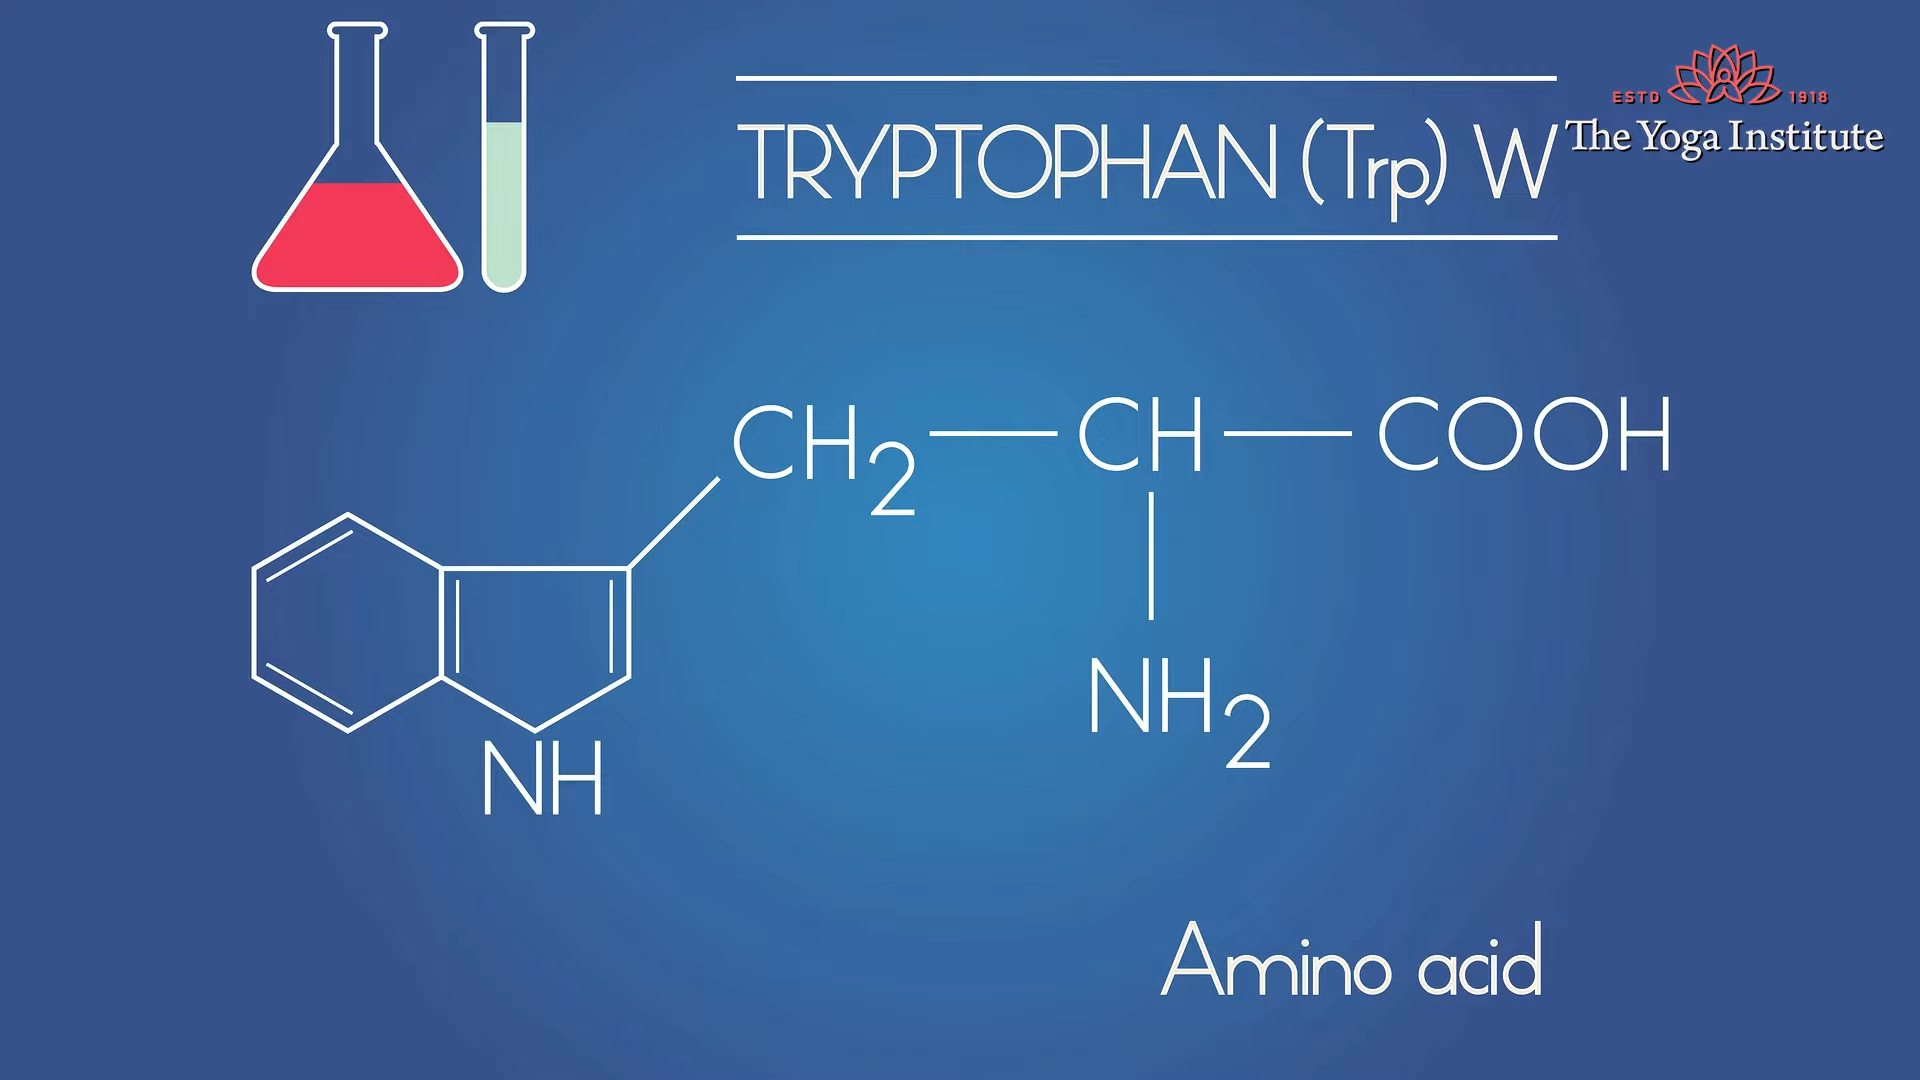 TRYPTOPHAN (Trp) W
ESTD 1918
The Yoga Institute
CH2 CH COOH
NH2
NH
Amino acid